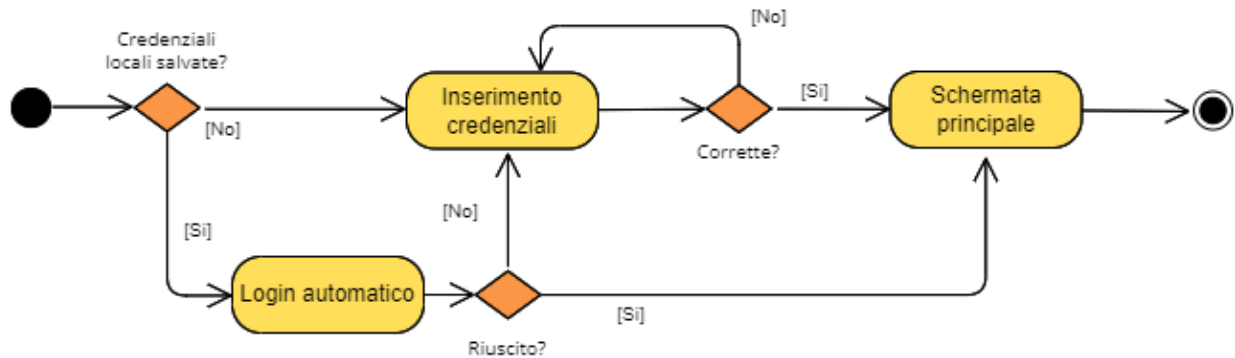 Credenziali
locali salvate?
[No]
[Si]
Inserimento
credenziali
[No]
[Si]
Corrette?
Schermata
principale
Login automatico
[No]
[Si]
Riuscito?